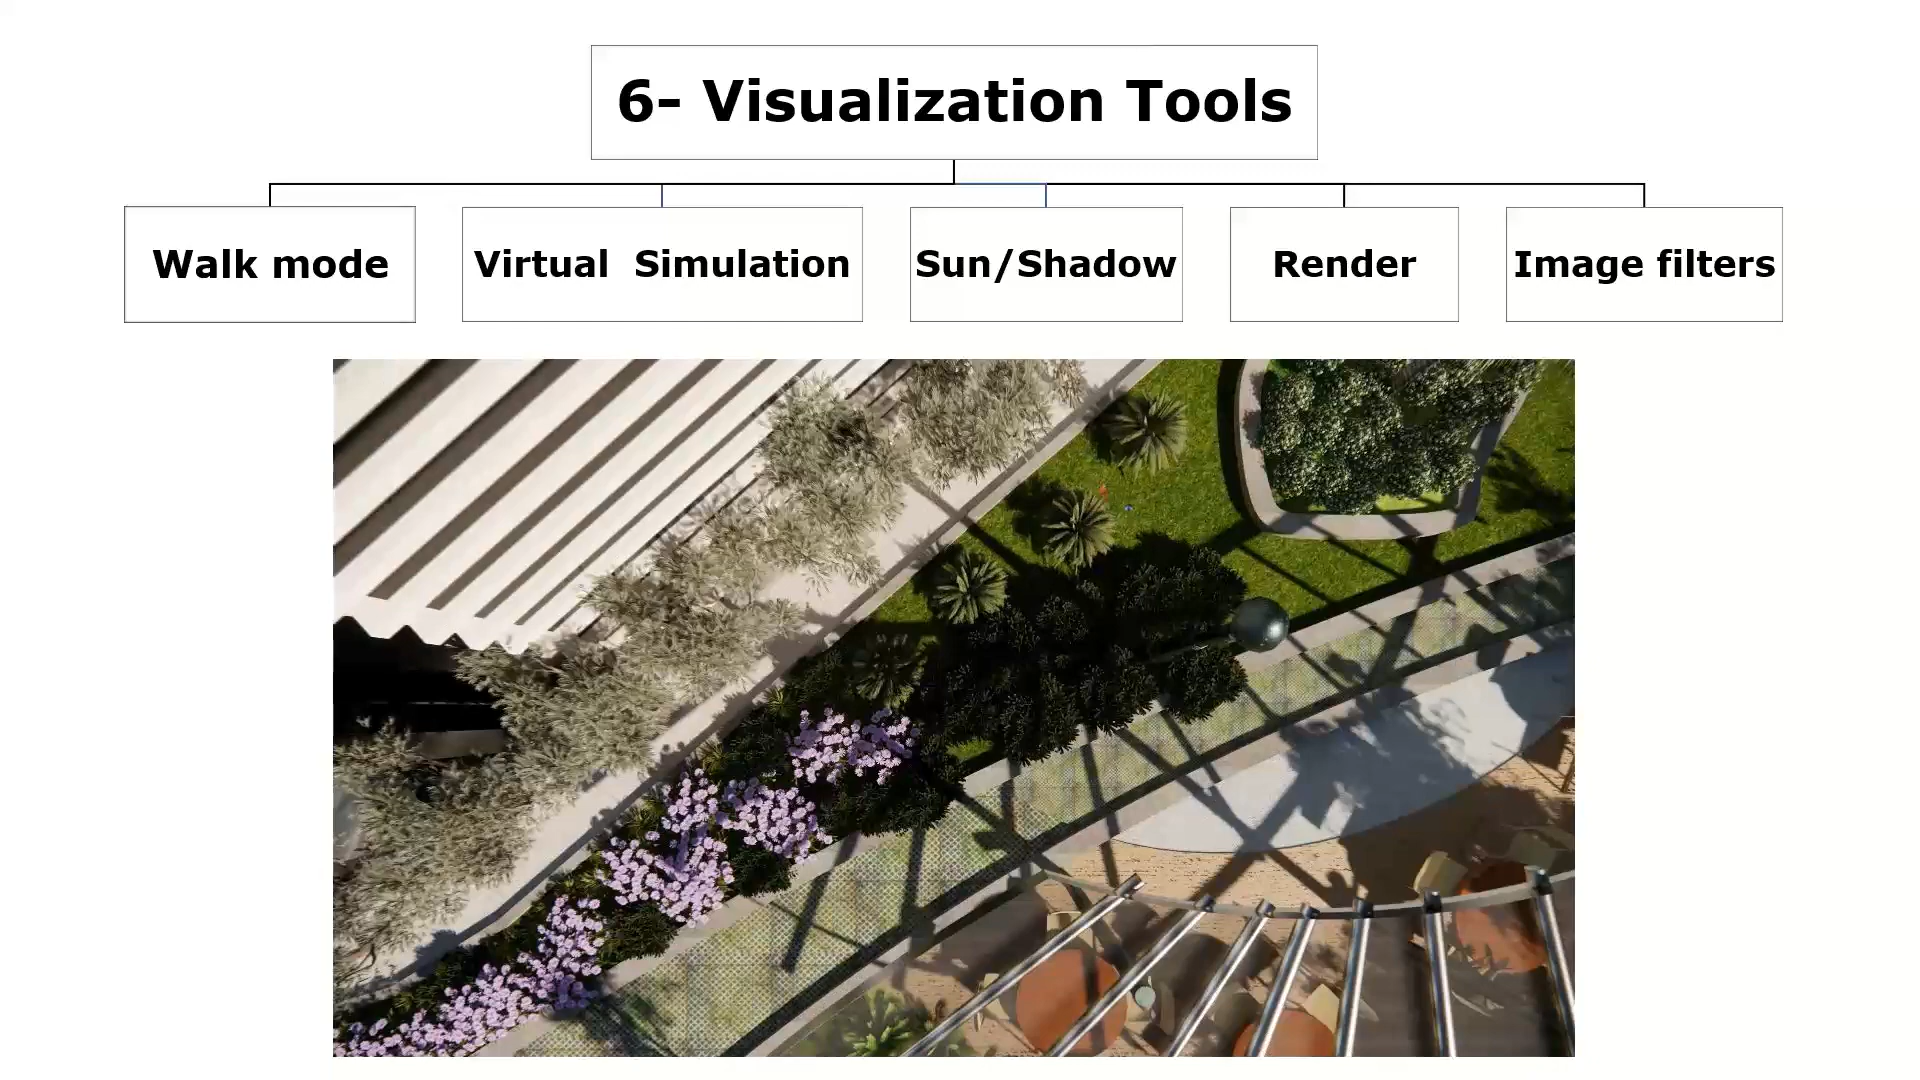 6- Visualization Tools
Walk mode
Virtual  Simulation
Sun/Shadow
Render
Image filters